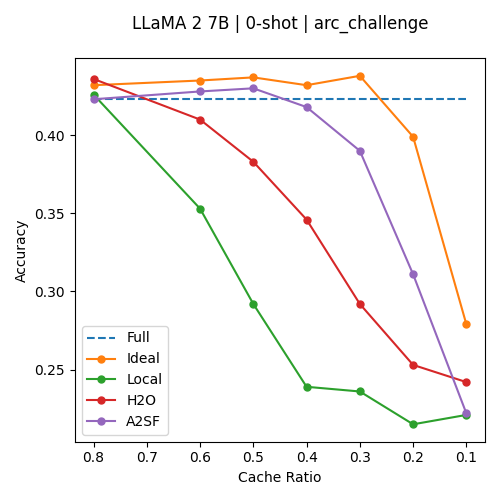 LLaMA 2 7B | 0-shot | arc_challenge
Accuracy
0.40
0.35
0.30
0.25
Full
Ideal
Local
H2O
A2SF
0.8 0.7 0.6 0.5 0.4 0.3 0.2 0.1
Cache Ratio